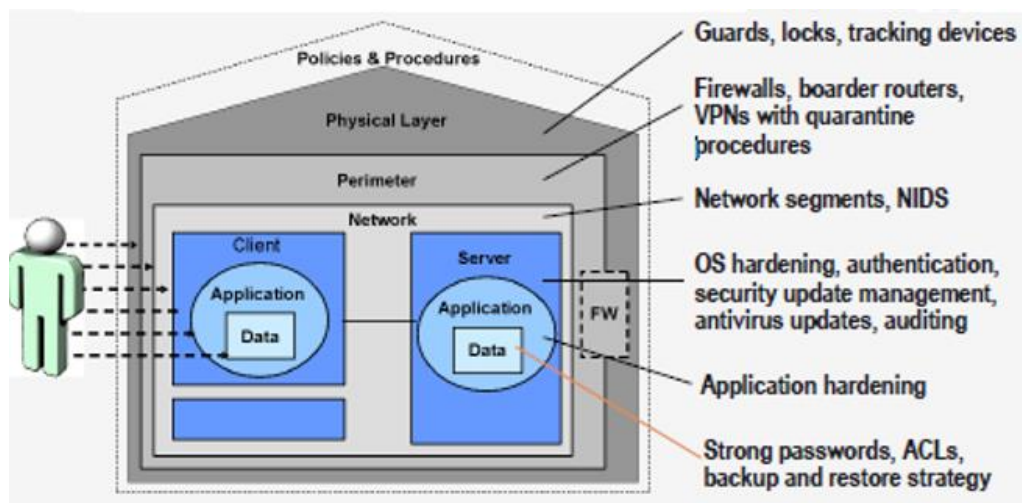 Policies & Procedures
Physical Layer
Perimeter
Network
Client
Application
Data
Server
Application
Data
FW
Guards, locks, tracking devices
Firewalls, boarder routers,
VPNs with quarantine
procedures
Network segments, NIDS
OS hardening, authentication,
security update management,
antivirus updates, auditing
Application hardening
Strong passwords, ACLs,
backup and restore strategy